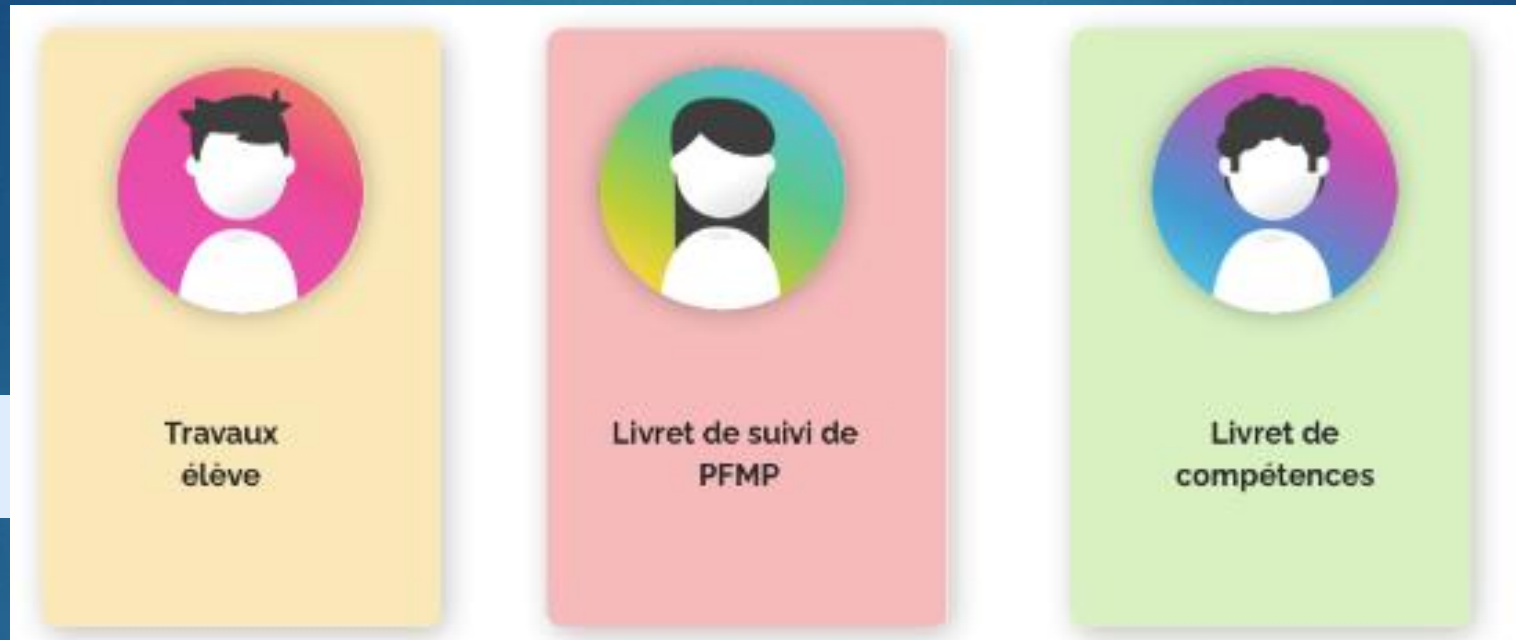 Travaux
élève
Livret de suivi de
PFMP
Livret de
compétences